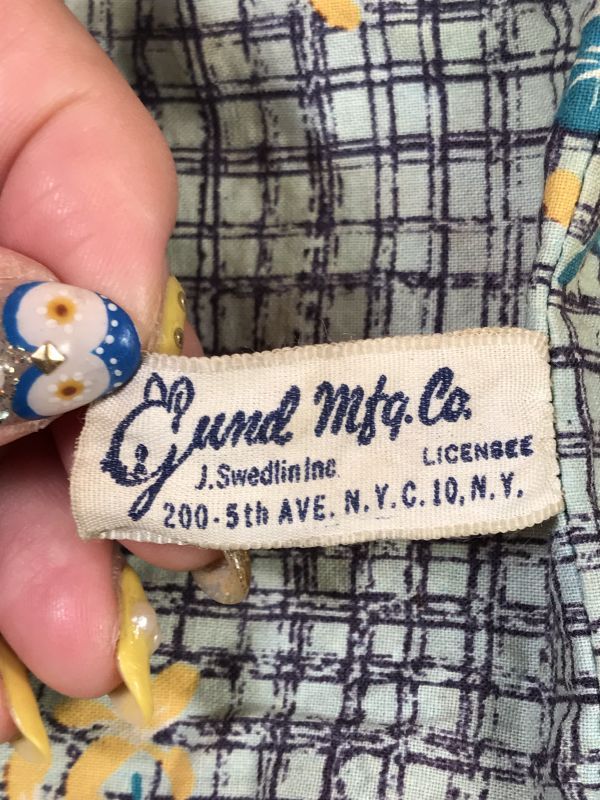 Gund Mfg. Co.
J. Swedlin Inc. LICENSEE
200-5th AVE. N.Y.C. 10, N.Y.